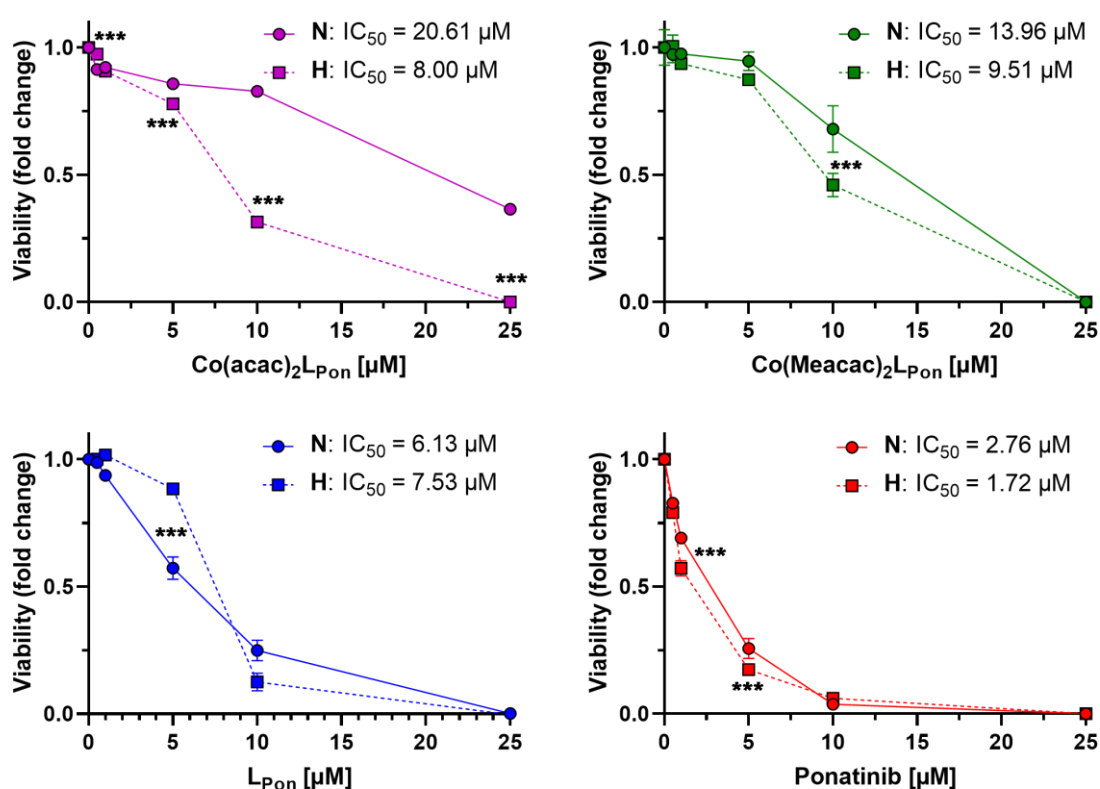 N: IC50 = 20.61 µM
H: IC50 = 8.00 µM
***
***
***
***
1.0
0.5
0.0
Viability (fold change)
0 5 10 15 20 25
Co(acac)2LPon [µM]
N: IC50 = 13.96 µM
H: IC50 = 9.51 µM
***
1.0
0.5
0.0
Viability (fold change)
0 5 10 15 20 25
Co(Meacac)2LPon [µM]
N: IC50 = 6.13 µM
H: IC50 = 7.53 µM
***
1.0
0.5
0.0
Viability (fold change)
0 5 10 15 20 25
LPon [µM]
N: IC50 = 2.76 µM
H: IC50 = 1.72 µM
***
***
1.0
0.5
0.0
Viability (fold change)
0 5 10 15 20 25
Ponatinib [µM]